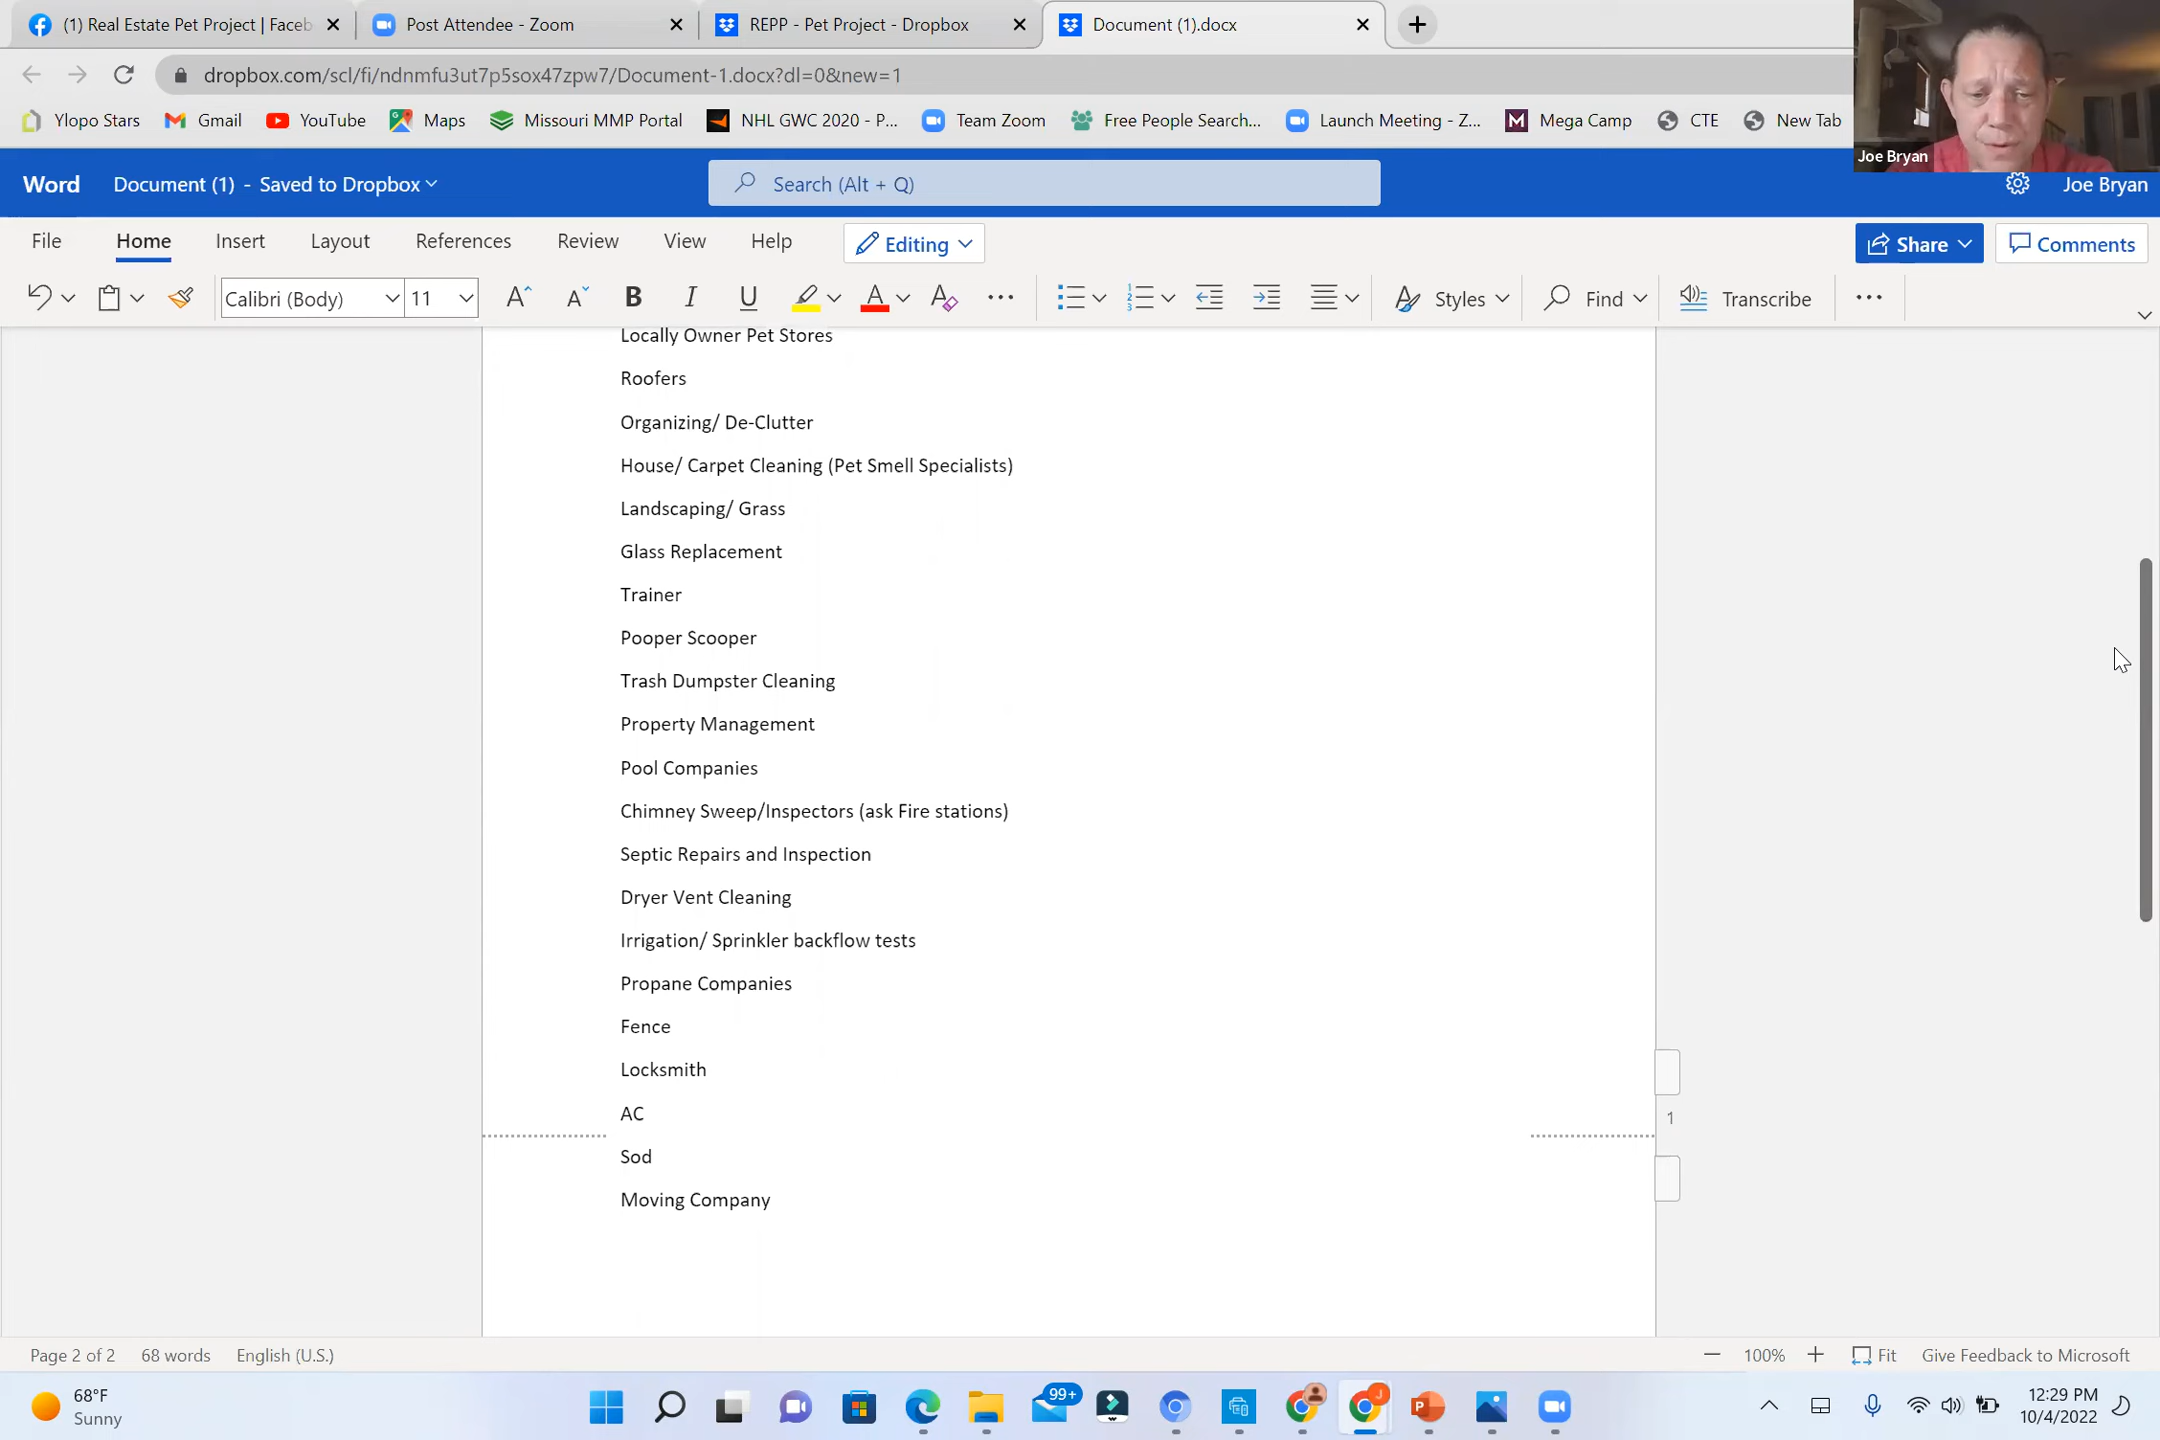 (1) Real Estate Pet Project | Faceb
Post Attendee - Zoom
REPP - Pet Project - Dropbox
Document (1).docx
dropbox.com/scl/fi/ndnmfu3ut7p5sox47zpw7/Document-1.docx?dl=0&new=1
Ylopo Stars
Gmail
YouTube
Maps
Missouri MMP Portal
NHL GWC 2020 - P...
Team Zoom
Free People Search...
Launch Meeting - Z...
Mega Camp
CTE
New Tab
Joe Bryan
Word
Document (1) - Saved to Dropbox
Search (Alt + Q)
Joe Bryan
File
Home
Insert
Layout
References
Review
View
Help
Editing
Share
Comments
Calibri (Body)
11
Styles
Find
Transcribe
Locally Owner Pet Stores
Roofers
Organizing/ De-Clutter
House/ Carpet Cleaning (Pet Smell Specialists)
Landscaping/ Grass
Glass Replacement
Trainer
Pooper Scooper
Trash Dumpster Cleaning
Property Management
Pool Companies
Chimney Sweep/Inspectors (ask Fire stations)
Septic Repairs and Inspection
Dryer Vent Cleaning
Irrigation/ Sprinkler backflow tests
Propane Companies
Fence
Locksmith
AC
1
Sod
Moving Company
Page 2 of 2
68 words
English (U.S.)
100%
Fit
Give Feedback to Microsoft
68°F
Sunny
99+
12:29 PM
10/4/2022